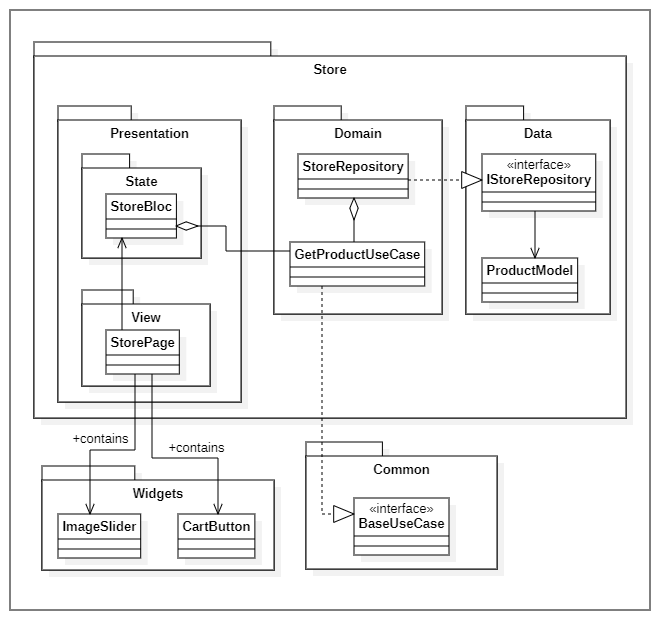 Store
Presentation
State
StoreBloc
View
StorePage
Domain
StoreRepository
GetProductUseCase
Data
«interface»
IStoreRepository
ProductModel
+contains
+contains
Widgets
ImageSlider
CartButton
Common
«interface»
BaseUseCase